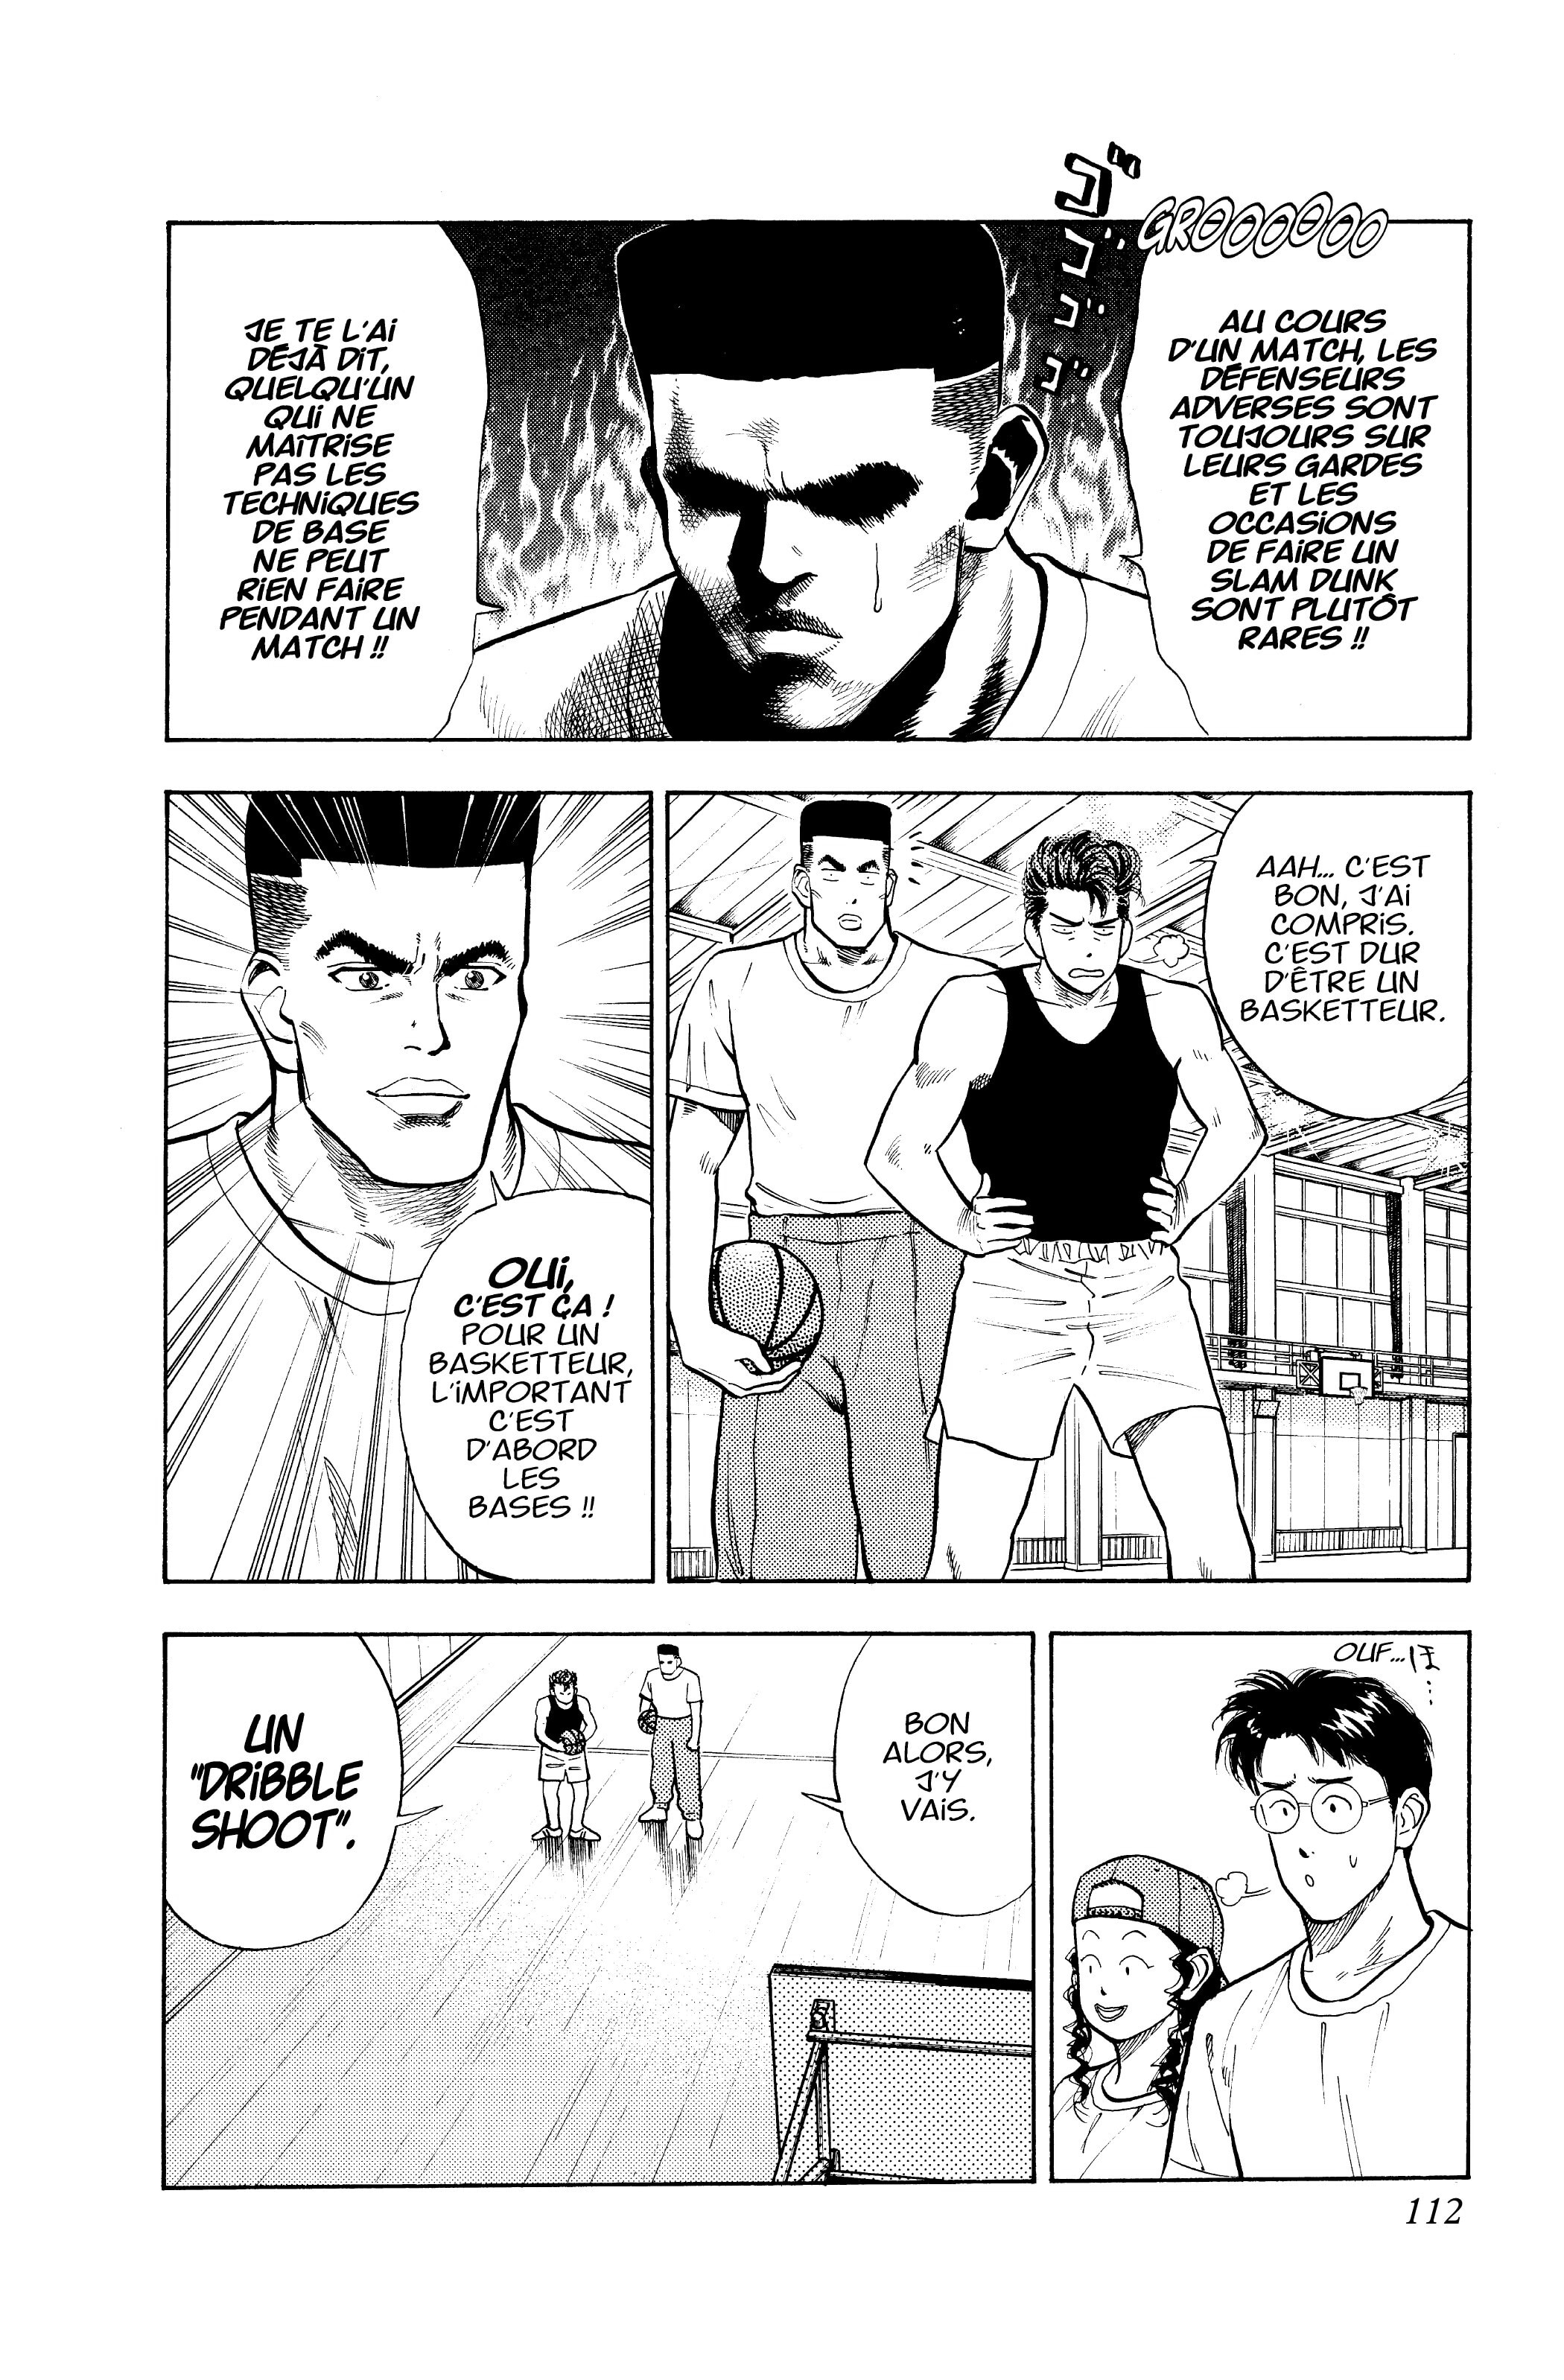 ゴゴゴゴ
GROOOOOO
AU COURS
D'UN MATCH, LES
DÉFENSEURS
ADVERSES SONT
TOUJOURS SUR
LEURS GARDES
ET LES
OCCASIONS
DE FAIRE UN
SLAM DUNK
SONT PLUTÔT
RARES !!
JE TE L'AI
DÉJÀ DIT,
QUELQU'UN
QUI NE
MAÎTRISE
PAS LES
TECHNIQUES
DE BASE
NE PEUT
RIEN FAIRE
PENDANT UN
MATCH !!
AAH... C'EST
BON, J'AI
COMPRIS.
C'EST DUR
D'ÊTRE UN
BASKETTEUR.
OUI,
C'EST ÇA !
POUR UN
BASKETTEUR,
L'IMPORTANT
C'EST
D'ABORD
LES
BASES !!
OUF... ほ...
BON
ALORS,
J'Y
VAIS.
UN
"DRIBBLE
SHOOT".
112